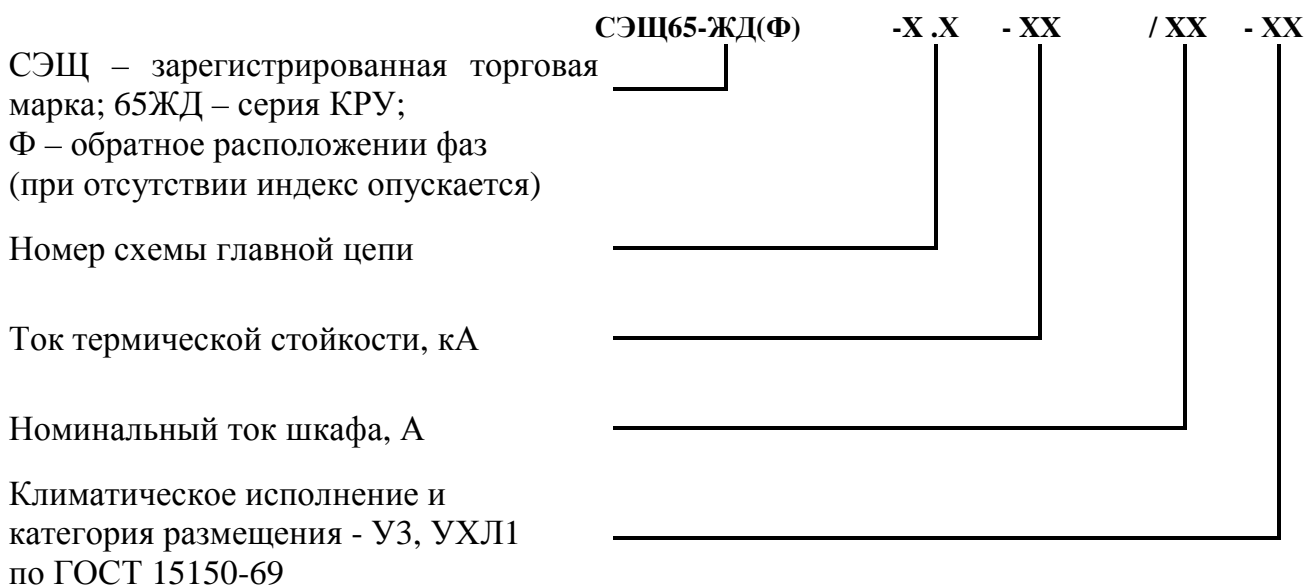 СЭЩ65-ЖД(Ф) -Х .Х - ХХ / ХХ - ХХ
СЭЩ – зарегистрированная торговая
марка; 65ЖД – серия КРУ;
Ф – обратное расположении фаз
(при отсутствии индекс опускается)
Номер схемы главной цепи
Ток термической стойкости, кА
Номинальный ток шкафа, А
Климатическое исполнение и
категория размещения - У3, УХЛ1
по ГОСТ 15150-69